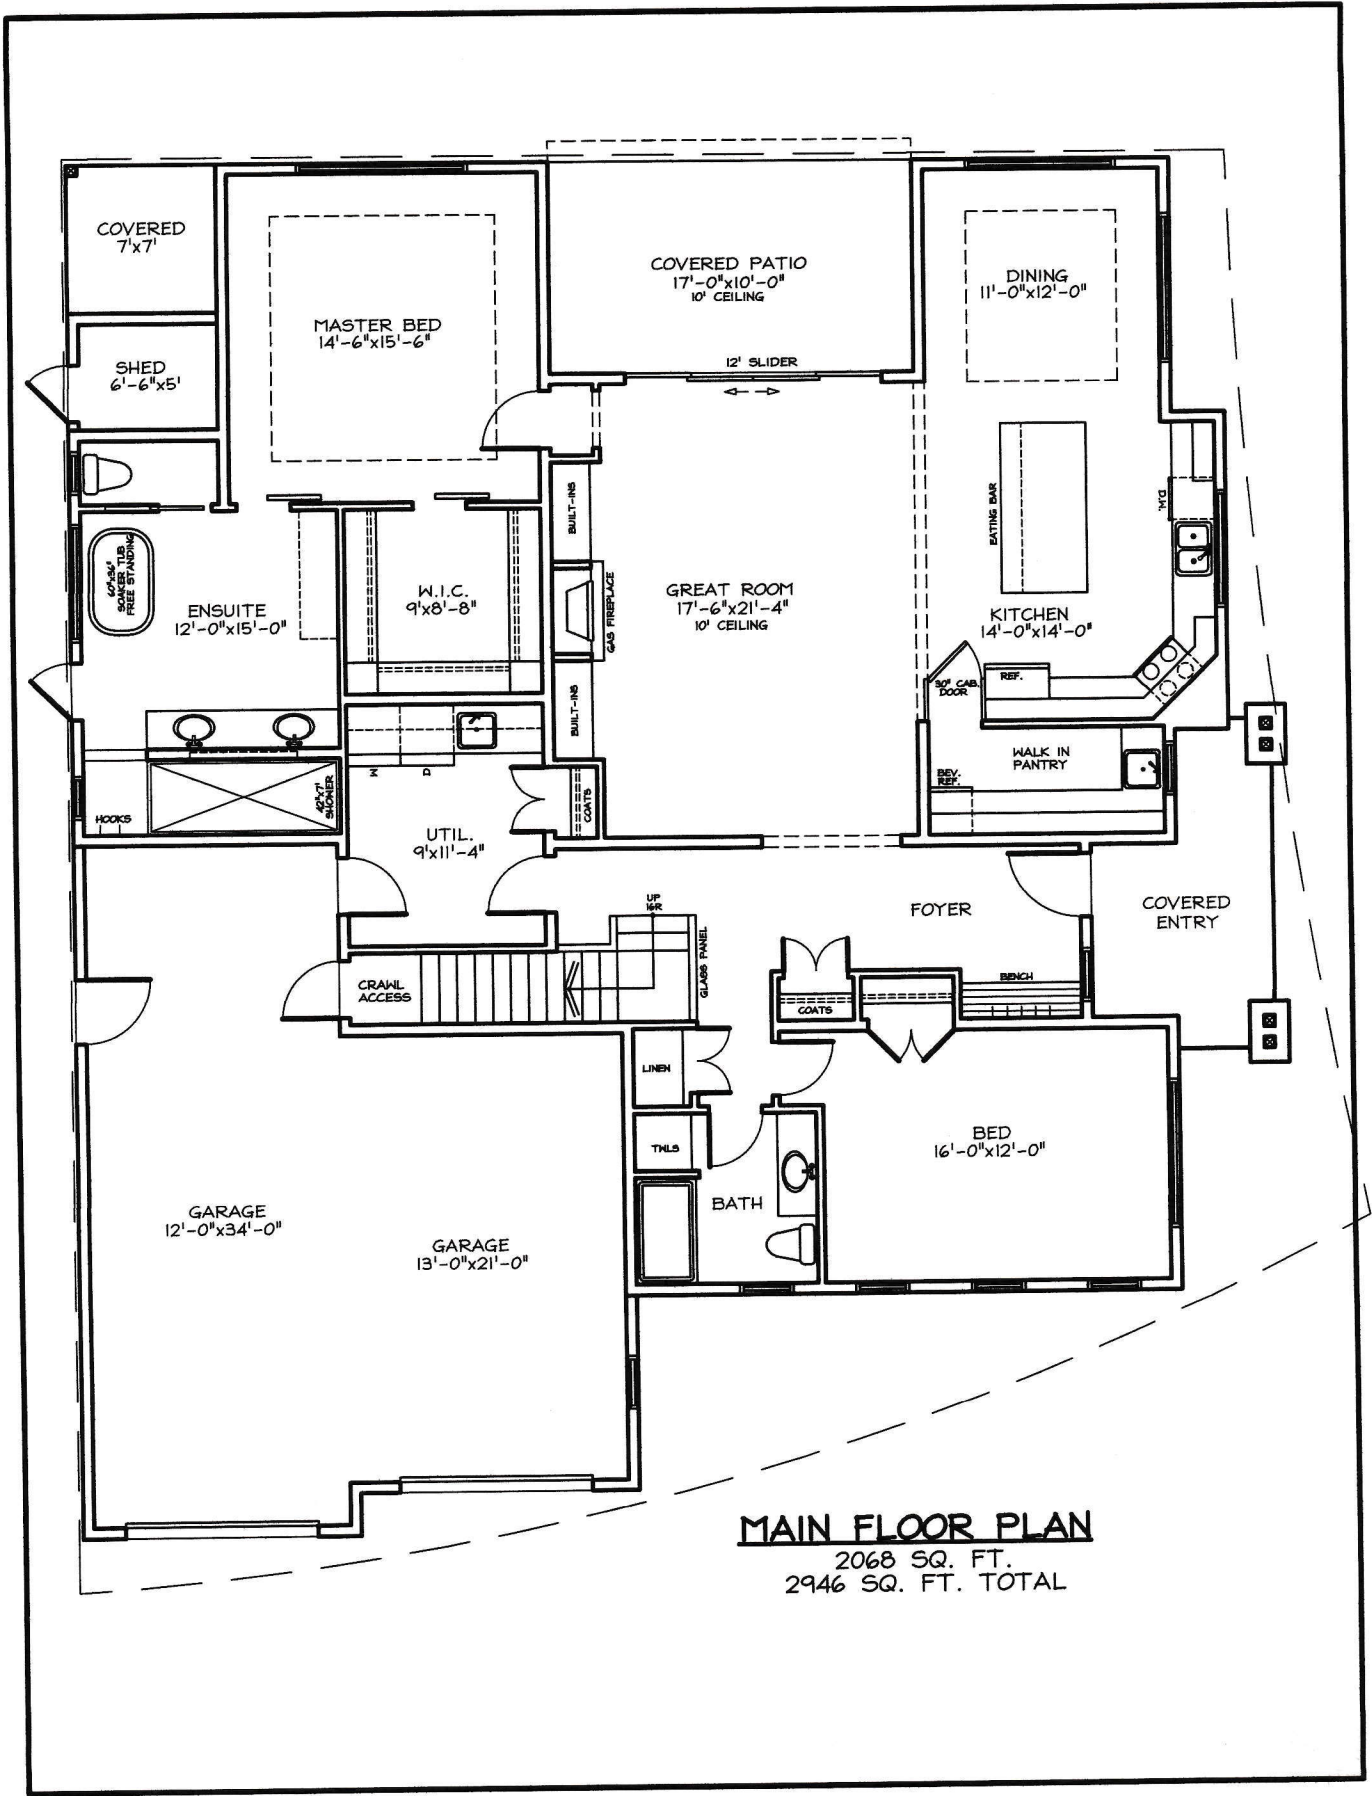 COVERED
7'x7'
COVERED PATIO
17'-0"x10'-0"
10' CEILING
DINING
11'-0"x12'-0"
MASTER BED
14'-6"x15'-6"
SHED
6'-6"x5'
12' SLIDER
BUILT-INS
EATING BAR
D.W.
60"x36"
SOAKER TUB
FREE STANDING
ENSUITE
12'-0"x15'-0"
W.I.C.
9'x8'-8"
GAS FIREPLACE
GREAT ROOM
17'-6"x21'-4"
10' CEILING
KITCHEN
14'-0"x14'-0"
30" CAB.
DOOR
REF.
BUILT-INS
W
D
WALK IN
PANTRY
BEV.
REF.
42"x7'
SHOWER
HOOKS
COATS
UTIL.
9'x11'-4"
UP
16R
FOYER
COVERED
ENTRY
GLASS PANEL
CRAWL
ACCESS
BENCH
COATS
LINEN
TWLS
BED
16'-0"x12'-0"
BATH
GARAGE
12'-0"x34'-0"
GARAGE
13'-0"x21'-0"
MAIN FLOOR PLAN
2068 SQ. FT.
2946 SQ. FT. TOTAL